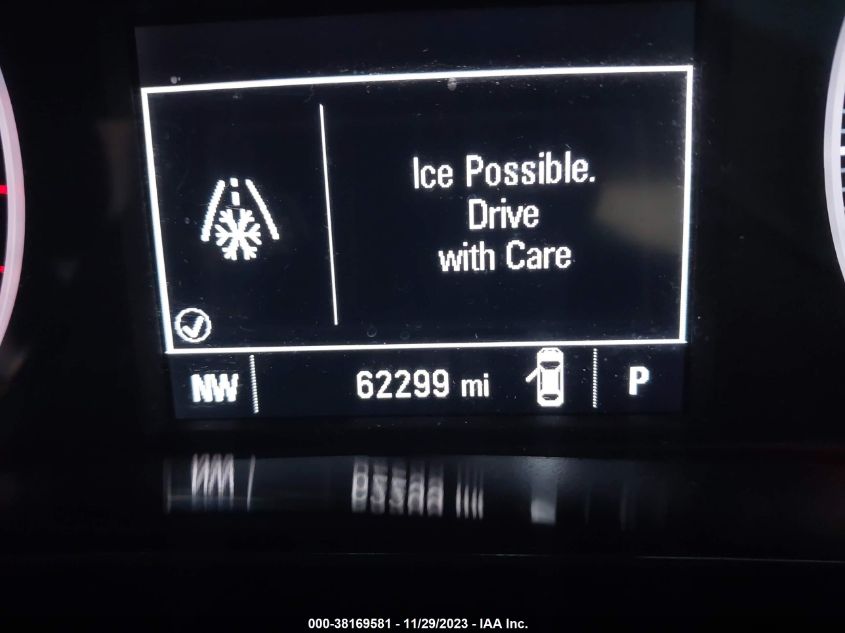 Ice Possible.
Drive
with Care
NW
62299 mi
P
000-38169581 - 11/29/2023 - IAA Inc.